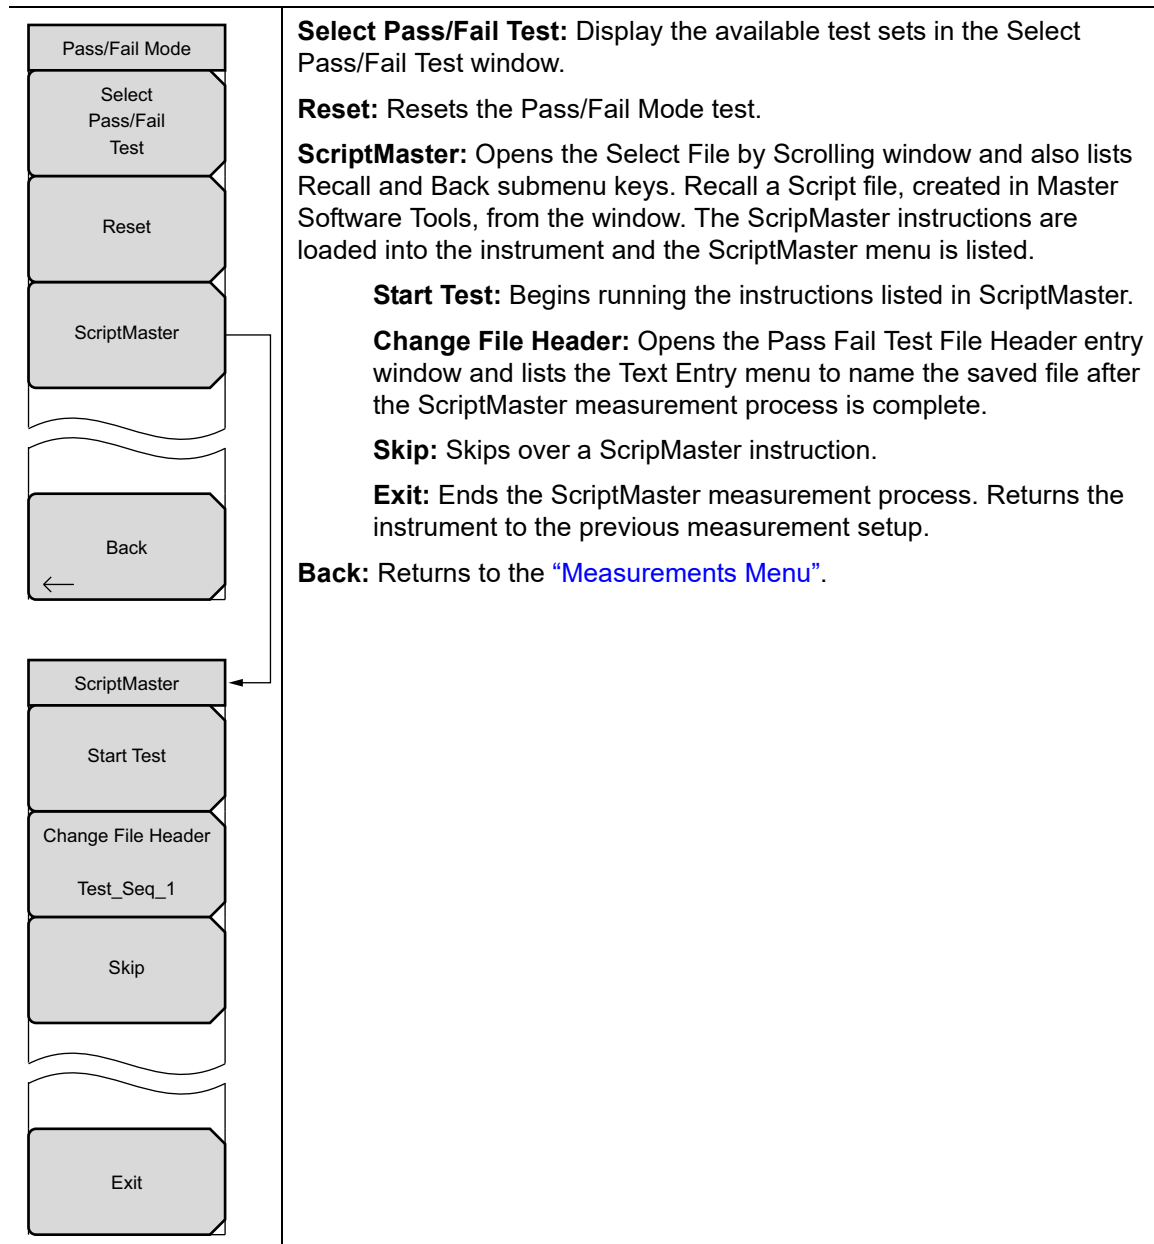 Pass/Fail Mode
Select
Pass/Fail
Test
Reset
ScriptMaster
Back
ScriptMaster
Start Test
Change File Header
Test_Seq_1
Skip
Exit
Select Pass/Fail Test: Display the available test sets in the Select
Pass/Fail Test window.
Reset: Resets the Pass/Fail Mode test.
ScriptMaster: Opens the Select File by Scrolling window and also lists
Recall and Back submenu keys. Recall a Script file, created in Master
Software Tools, from the window. The ScripMaster instructions are
loaded into the instrument and the ScriptMaster menu is listed.
Start Test: Begins running the instructions listed in ScriptMaster.
Change File Header: Opens the Pass Fail Test File Header entry
window and lists the Text Entry menu to name the saved file after
the ScriptMaster measurement process is complete.
Skip: Skips over a ScripMaster instruction.
Exit: Ends the ScriptMaster measurement process. Returns the
instrument to the previous measurement setup.
Back: Returns to the “Measurements Menu”.